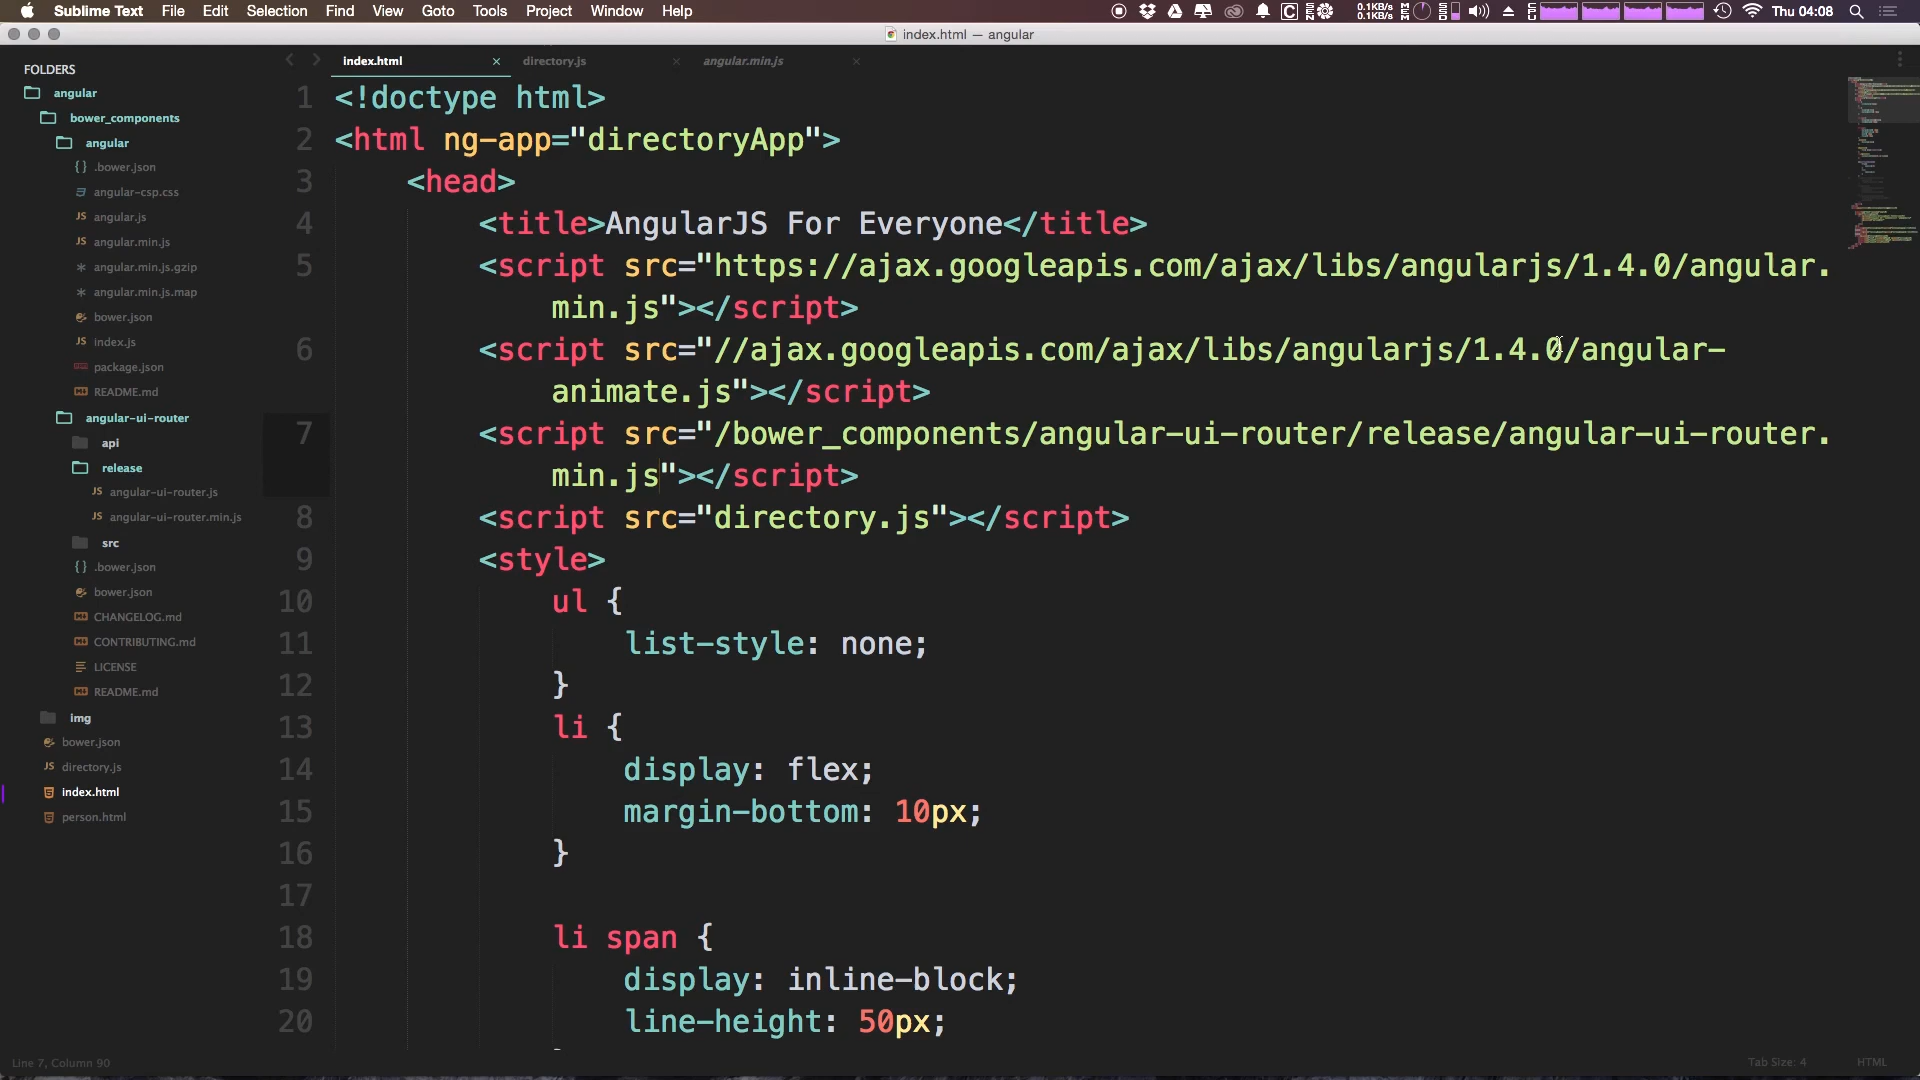 Sublime Text File Edit Selection Find View Goto Tools Project Window Help
0.1KB/s
0.1KB/s
Thu 04:08
index.html — angular
FOLDERS
angular
bower_components
angular
{} .bower.json
angular-csp.css
JS angular.js
JS angular.min.js
* angular.min.js.gzip
* angular.min.js.map
bower.json
JS index.js
package.json
README.md
angular-ui-router
api
release
JS angular-ui-router.js
JS angular-ui-router.min.js
src
{} .bower.json
bower.json
CHANGELOG.md
CONTRIBUTING.md
LICENSE
README.md
img
bower.json
JS directory.js
index.html
person.html
index.html × directory.js × angular.min.js ×
1 <!doctype html>
2 <html ng-app="directoryApp">
3 <head>
4 <title>AngularJS For Everyone</title>
5 <script src="https://ajax.googleapis.com/ajax/libs/angularjs/1.4.0/angular.
min.js"></script>
6 <script src="//ajax.googleapis.com/ajax/libs/angularjs/1.4.0/angular-
animate.js"></script>
7 <script src="/bower_components/angular-ui-router/release/angular-ui-router.
min.js"></script>
8 <script src="directory.js"></script>
9 <style>
10 ul {
11 list-style: none;
12 }
13 li {
14 display: flex;
15 margin-bottom: 10px;
16 }
17
18 li span {
19 display: inline-block;
20 line-height: 50px;
Line 7, Column 90
Tab Size: 4 HTML